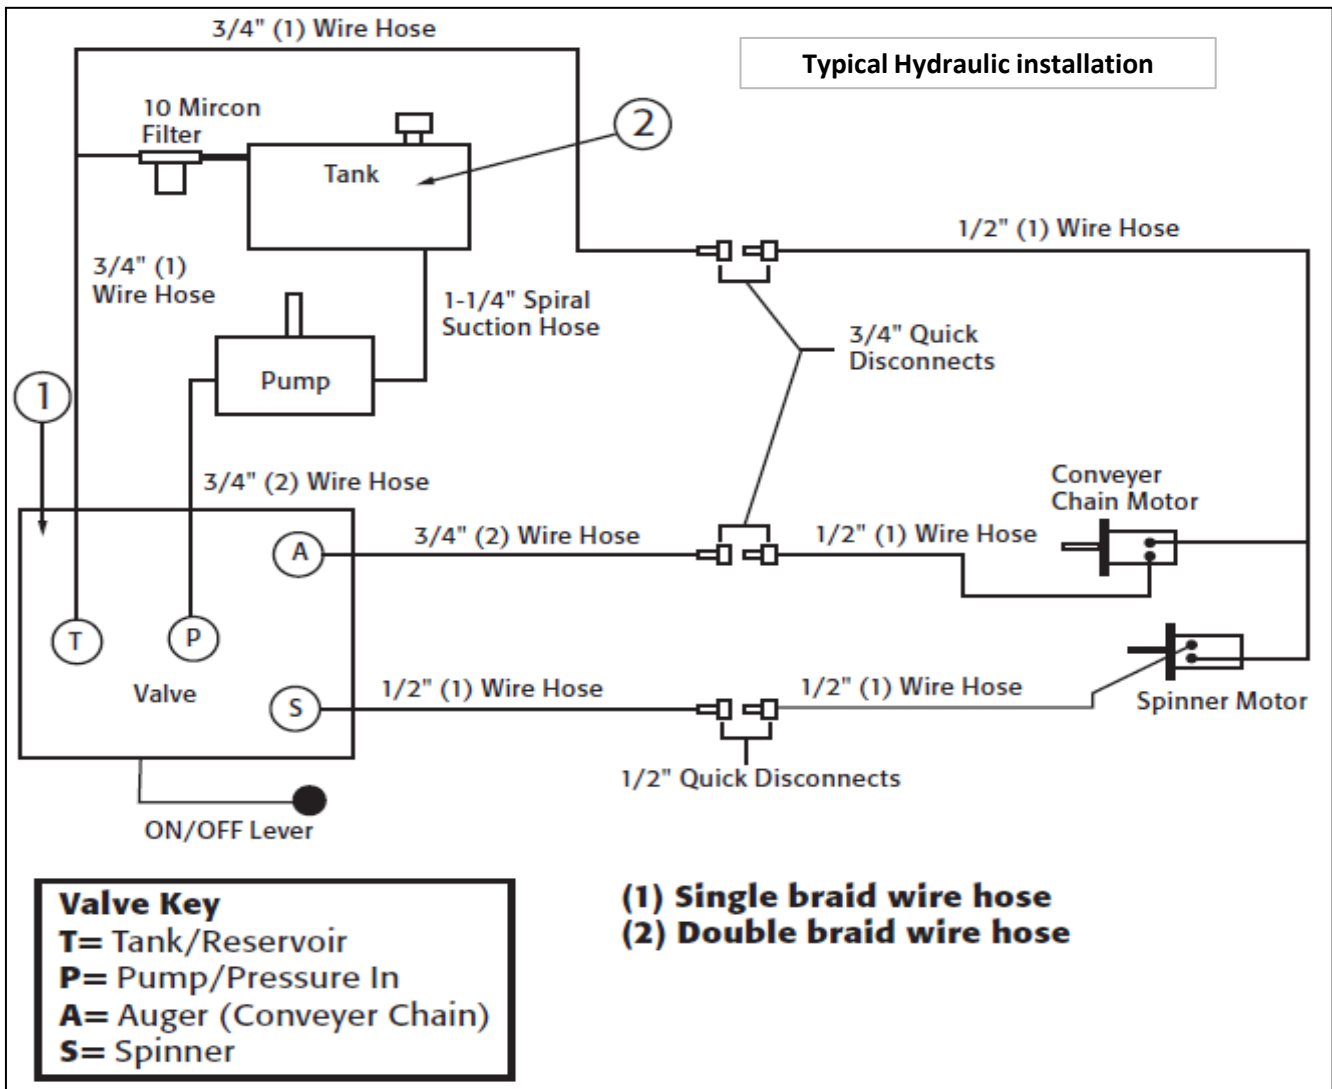 3/4" (1) Wire Hose
Typical Hydraulic installation
10 Mircon
Filter
2
Tank
1/2" (1) Wire Hose
3/4" (1)
Wire Hose
1-1/4" Spiral
Suction Hose
3/4" Quick
Disconnects
Pump
1
3/4" (2) Wire Hose
Conveyer
Chain Motor
A
3/4" (2) Wire Hose
1/2" (1) Wire Hose
T
P
Valve
S
1/2" (1) Wire Hose
1/2" (1) Wire Hose
Spinner Motor
1/2" Quick Disconnects
ON/OFF Lever
Valve Key
T= Tank/Reservoir
P= Pump/Pressure In
A= Auger (Conveyer Chain)
S= Spinner
(1) Single braid wire hose
(2) Double braid wire hose